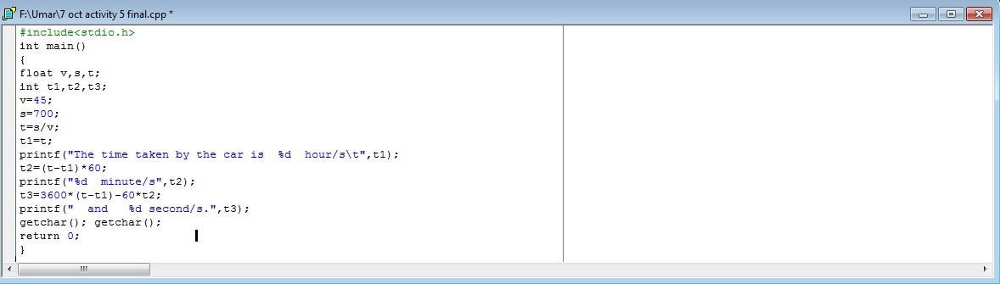 F:\Umar\7 oct activity 5 final.cpp *
#include<stdio.h>
int main()
{
float v,s,t;
int t1,t2,t3;
v=45;
s=700;
t=s/v;
t1=t;
printf("The time taken by the car is  %d  hour/s\t",t1);
t2=(t-t1)*60;
printf("%d  minute/s",t2);
t3=3600*(t-t1)-60*t2;
printf("  and   %d second/s.",t3);
getchar(); getchar();
return 0;
}